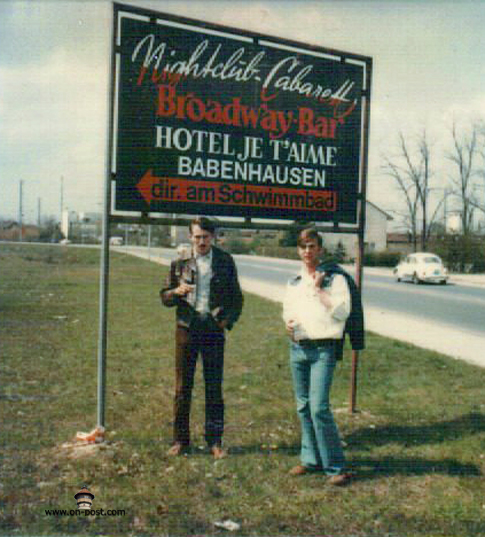 Nightclub-Cabarett
Broadway-Bar
HOTEL JE T'AIME
BABENHAUSEN
dir. am Schwimmbad
www.on-post.com